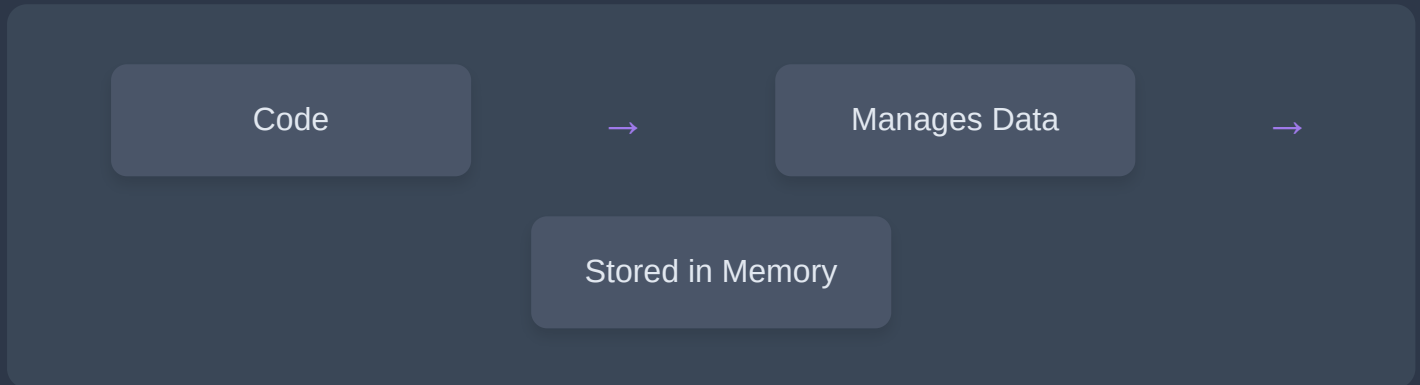 Code → Manages Data →
Stored in Memory